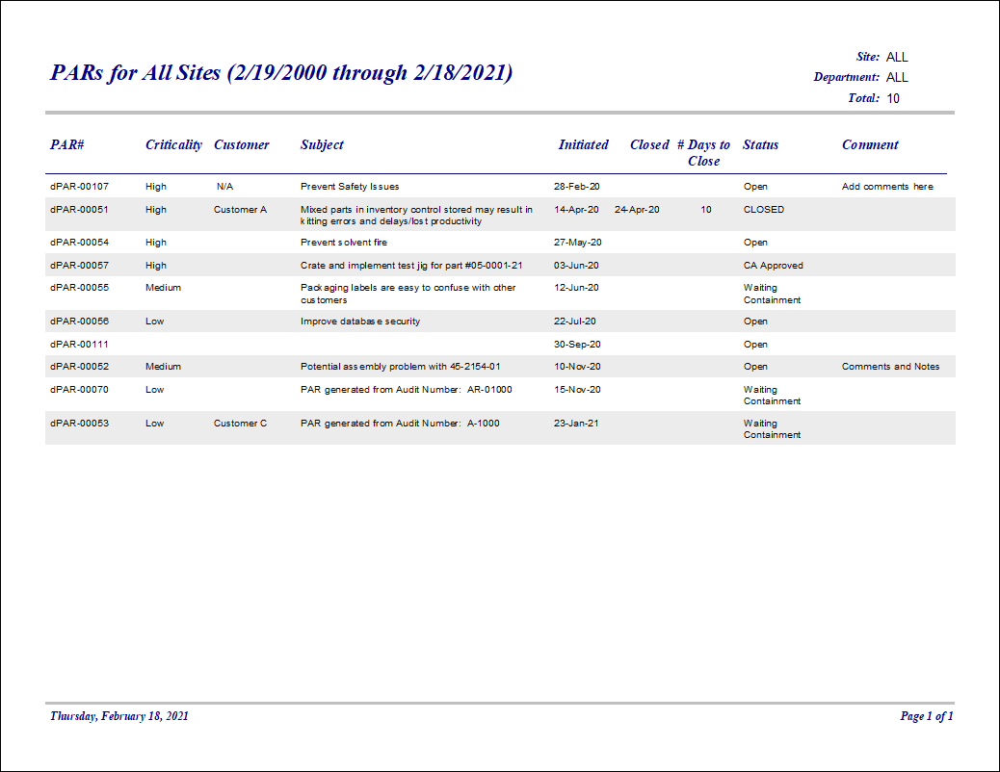 PARs for All Sites (2/19/2000 through 2/18/2021)
Site: ALL
Department: ALL
Total: 10
PAR# Criticality Customer Subject Initiated Closed # Days to Close Status Comment
dPAR-00107 High N/A Prevent Safety Issues 28-Feb-20 Open Add comments here
dPAR-00051 High Customer A Mixed parts in inventory control stored may result in 14-Apr-20 24-Apr-20 10 CLOSED
kitting errors and delays/lost productivity
dPAR-00054 High Prevent solvent fire 27-May-20 Open
dPAR-00057 High Crate and implement test jig for part #05-0001-21 03-Jun-20 CA Approved
dPAR-00055 Medium Packaging labels are easy to confuse with other 12-Jun-20 Waiting
customers Containment
dPAR-00056 Low Improve database security 22-Jul-20 Open
dPAR-00111 30-Sep-20 Open
dPAR-00052 Medium Potential assembly problem with 45-2154-01 10-Nov-20 Open Comments and Notes
dPAR-00070 Low PAR generated from Audit Number: AR-01000 15-Nov-20 Waiting
Containment
dPAR-00053 Low Customer C PAR generated from Audit Number: A-1000 23-Jan-21 Waiting
Containment
Thursday, February 18, 2021 Page 1 of 1